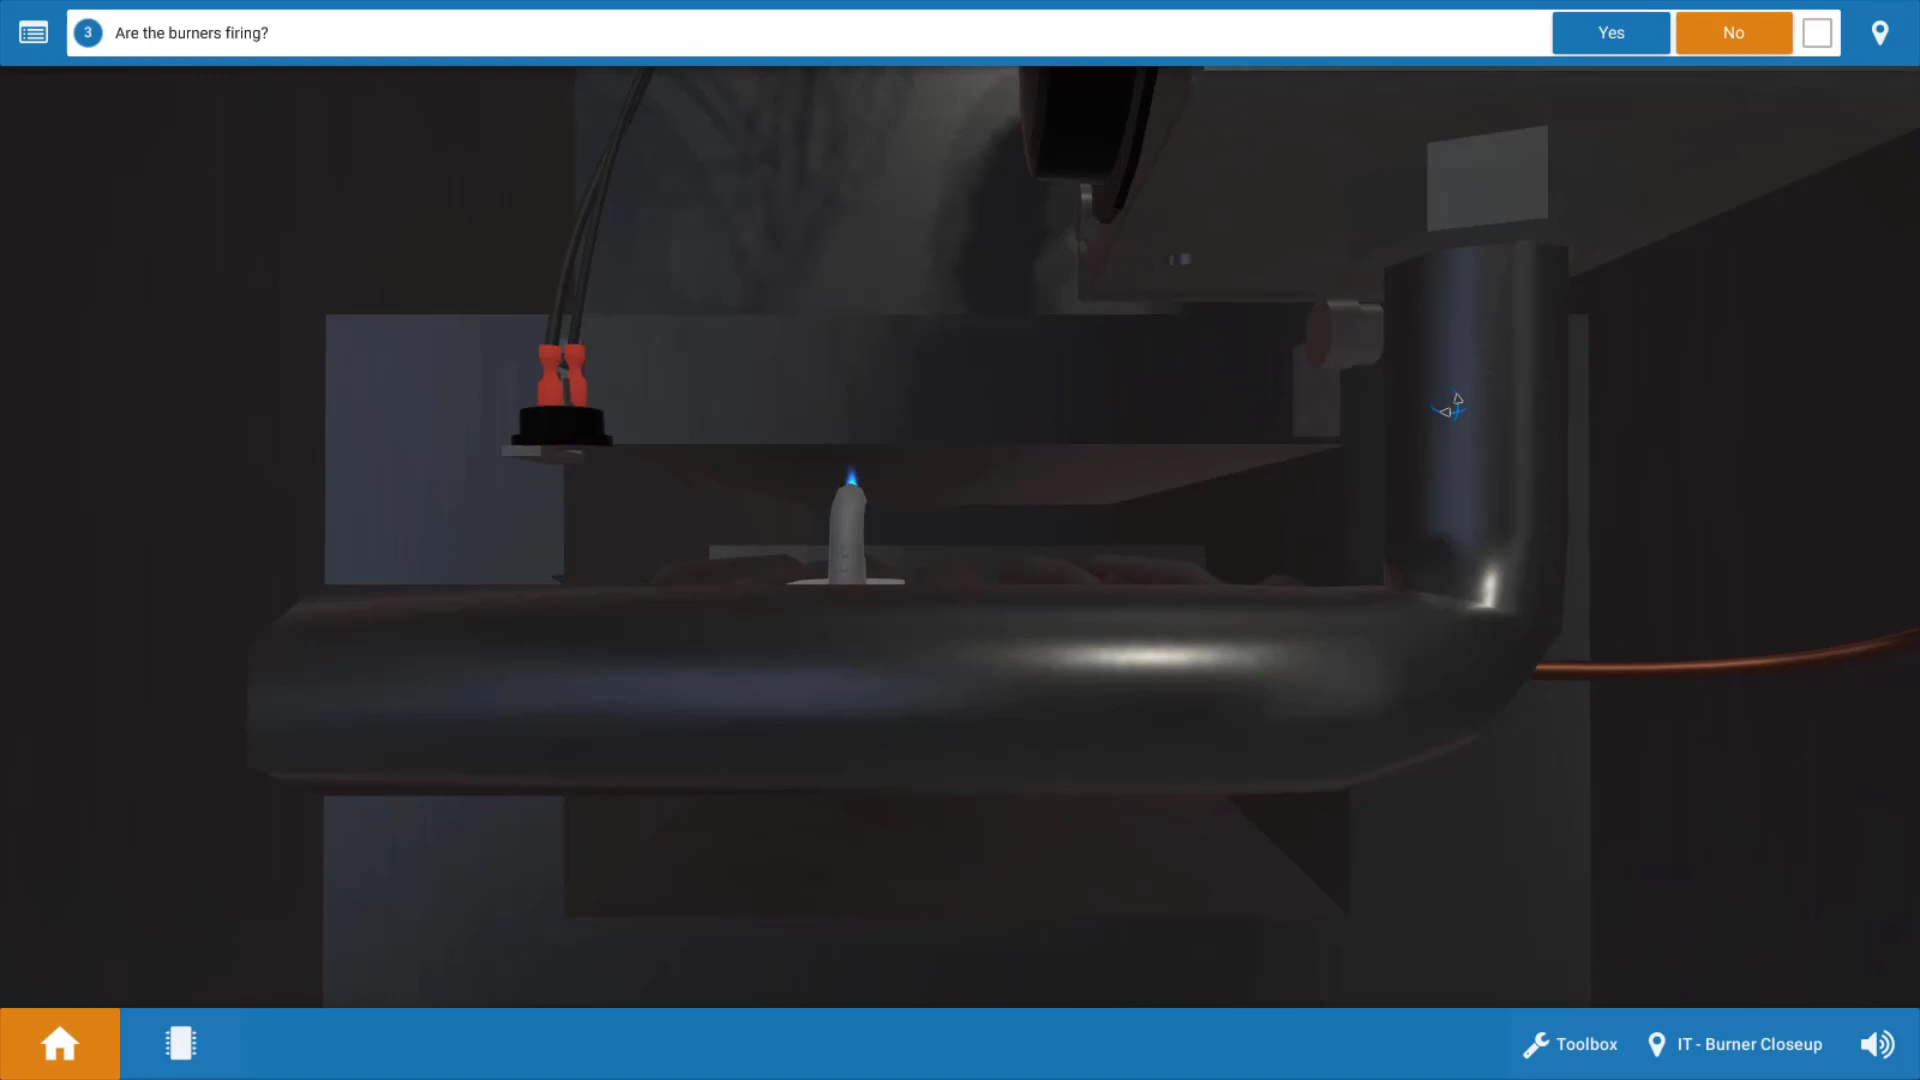 3 Are the burners firing? Yes No
Toolbox IT - Burner Closeup